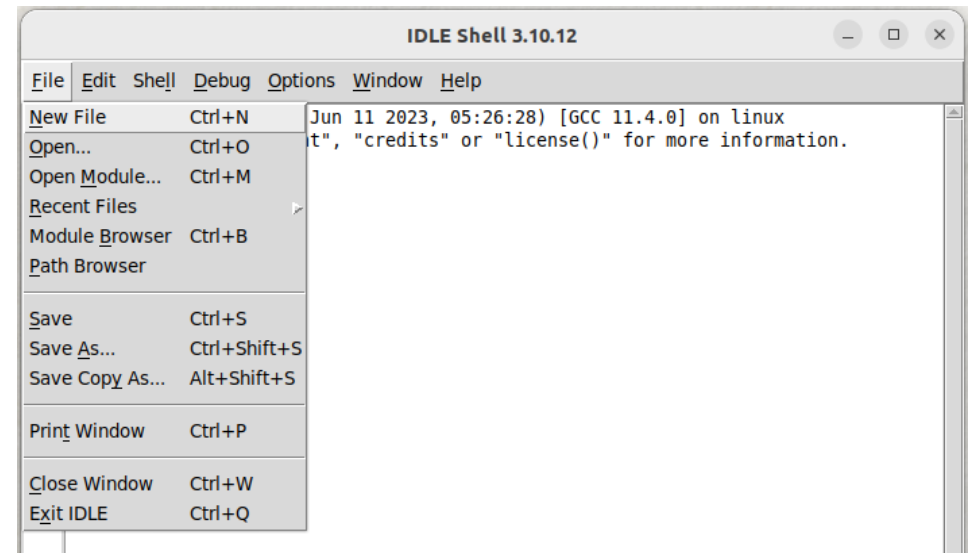 IDLE Shell 3.10.12
File Edit Shell Debug Options Window Help
New File Ctrl+N
Jun 11 2023, 05:26:28) [GCC 11.4.0] on linux
Open... Ctrl+O
t", "credits" or "license()" for more information.
Open Module... Ctrl+M
Recent Files
Module Browser Ctrl+B
Path Browser
Save Ctrl+S
Save As... Ctrl+Shift+S
Save Copy As... Alt+Shift+S
Print Window Ctrl+P
Close Window Ctrl+W
Exit IDLE Ctrl+Q